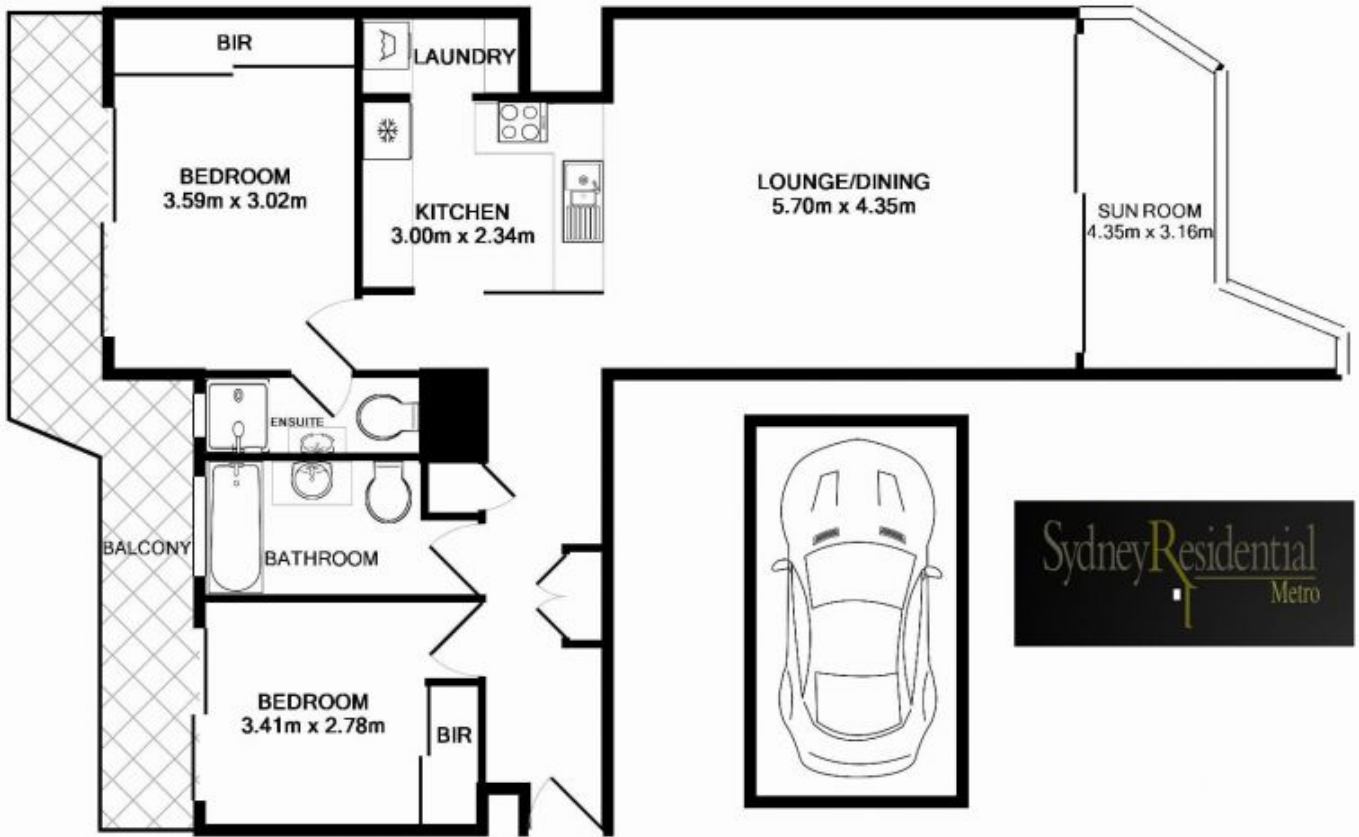 BIR
LAUNDRY
BEDROOM
3.59m x 3.02m
KITCHEN
3.00m x 2.34m
LOUNGE/DINING
5.70m x 4.35m
SUN ROOM
4.35m x 3.16m
ENSUITE
BALCONY
BATHROOM
BEDROOM
3.41m x 2.78m
BIR
SydneyResidential
Metro